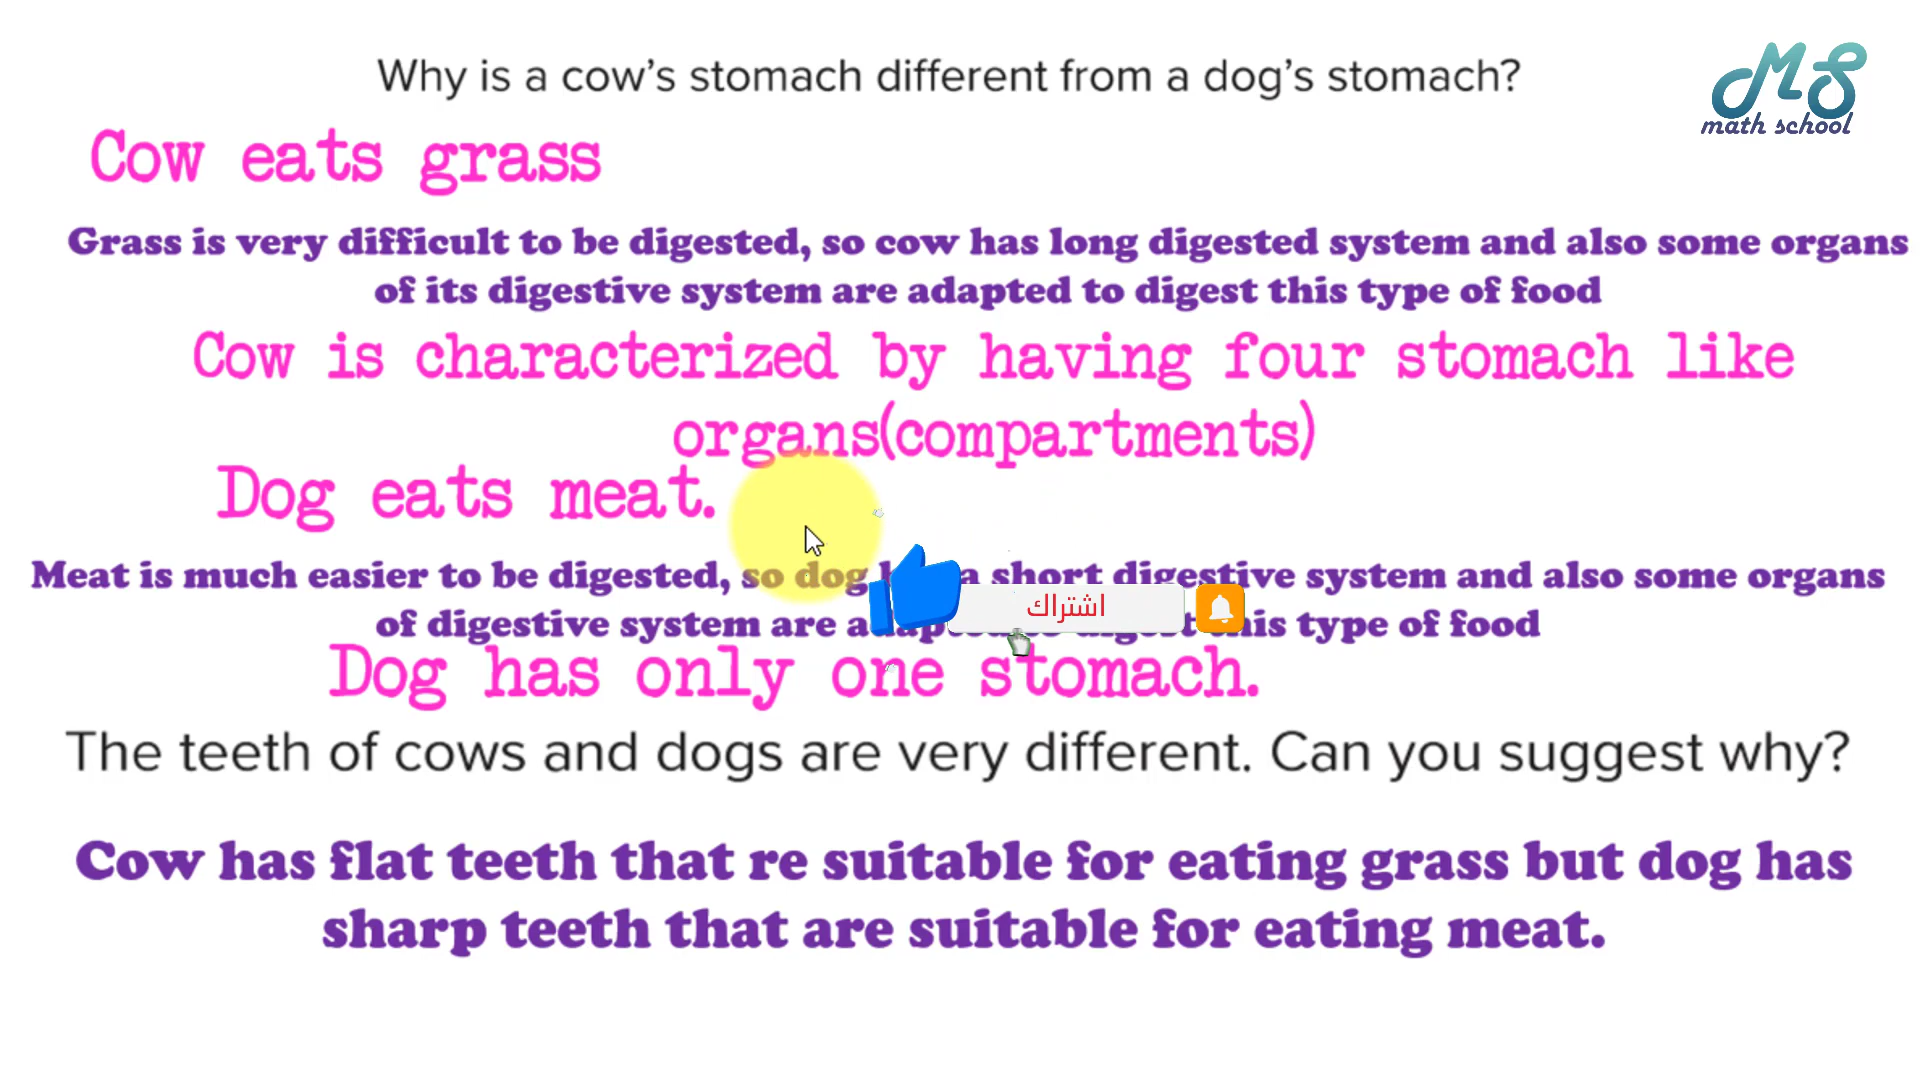 Why is a cow's stomach different from a dog's stomach?
MS
math school
Cow eats grass
Grass is very difficult to be digested, so cow has long digested system and also some organs
of its digestive system are adapted to digest this type of food
Cow is characterized by having four stomach like
organs(compartments)
Dog eats meat.
Meat is much easier to be digested, so dog a short digestive system and also some organs
اشتراك
of digestive system are this type of food
Dog has only one stomach.
The teeth of cows and dogs are very different. Can you suggest why?
Cow has flat teeth that re suitable for eating grass but dog has
sharp teeth that are suitable for eating meat.